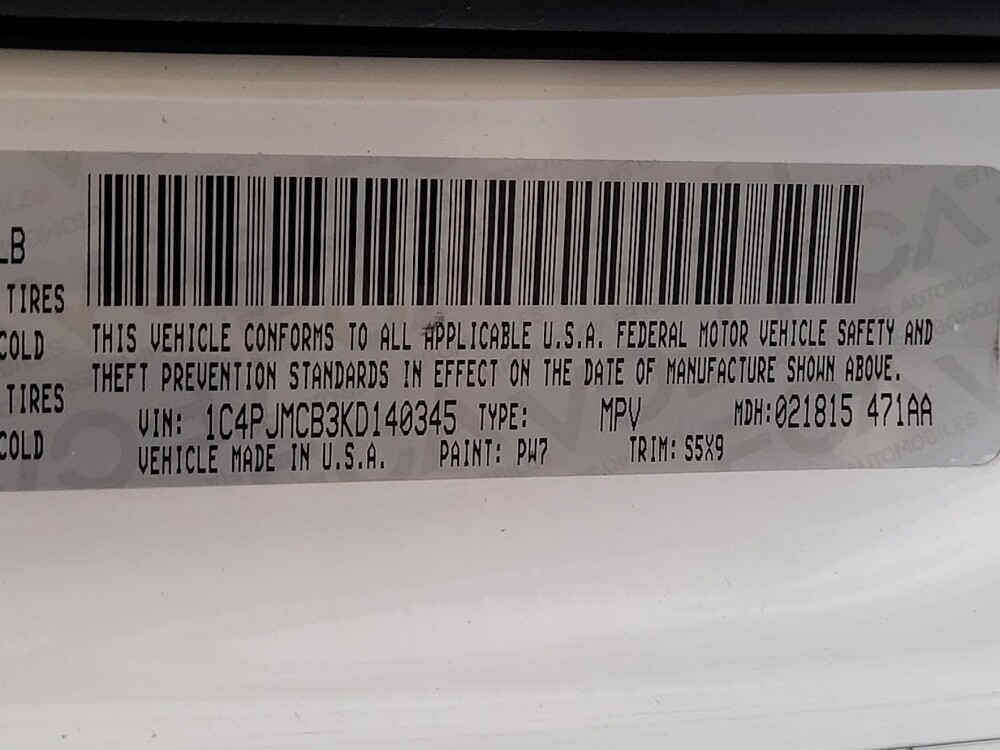 LB
TIRES
COLD
TIRES
COLD
THIS VEHICLE CONFORMS TO ALL APPLICABLE U.S.A. FEDERAL MOTOR VEHICLE SAFETY AND
THEFT PREVENTION STANDARDS IN EFFECT ON THE DATE OF MANUFACTURE SHOWN ABOVE.
VIN: 1C4PJMCB3KD140345 TYPE: MPV MDH:021815 471AA
VEHICLE MADE IN U.S.A. PAINT: PW7 TRIM: S5X9